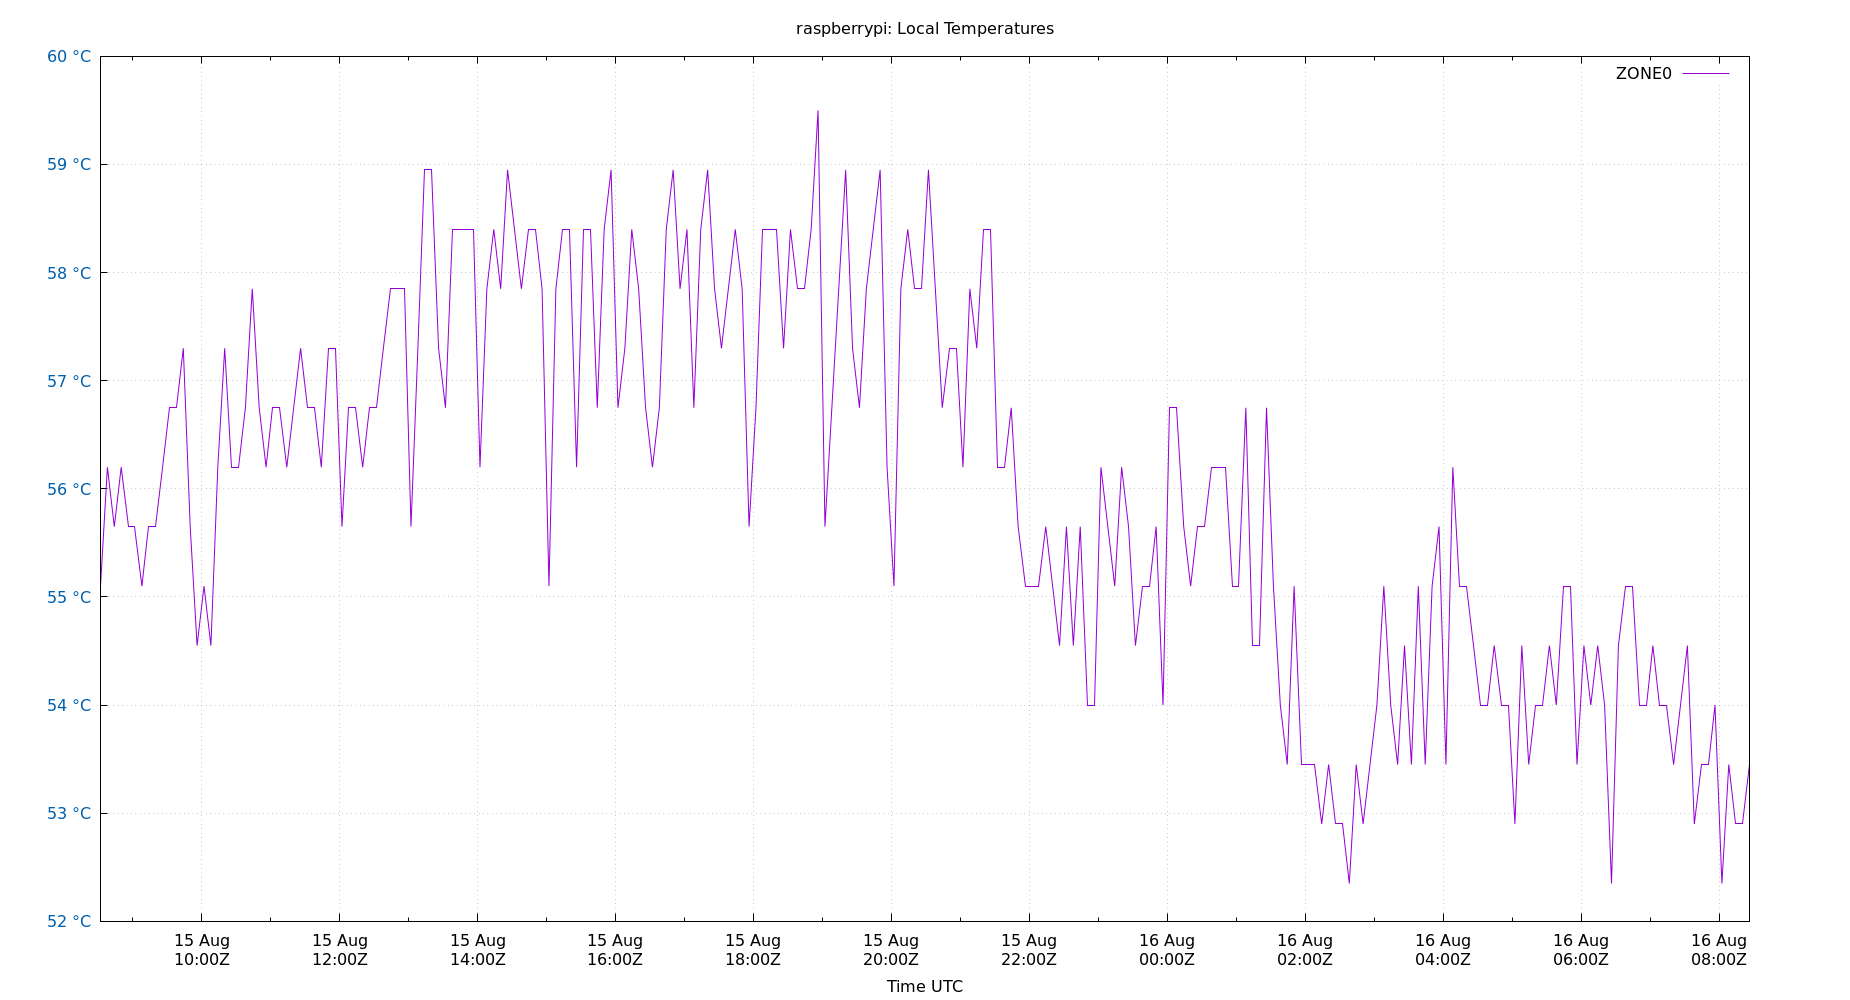 raspberrypi: Local Temperatures
60 °C
ZONE0
59 °C
58 °C
57 °C
56 °C
55 °C
54 °C
53 °C
52 °C
15 Aug 15 Aug 15 Aug 15 Aug 15 Aug 15 Aug 15 Aug 16 Aug 16 Aug 16 Aug 16 Aug 16 Aug
10:00Z 12:00Z 14:00Z 16:00Z 18:00Z 20:00Z 22:00Z 00:00Z 02:00Z 04:00Z 06:00Z 08:00Z
Time UTC